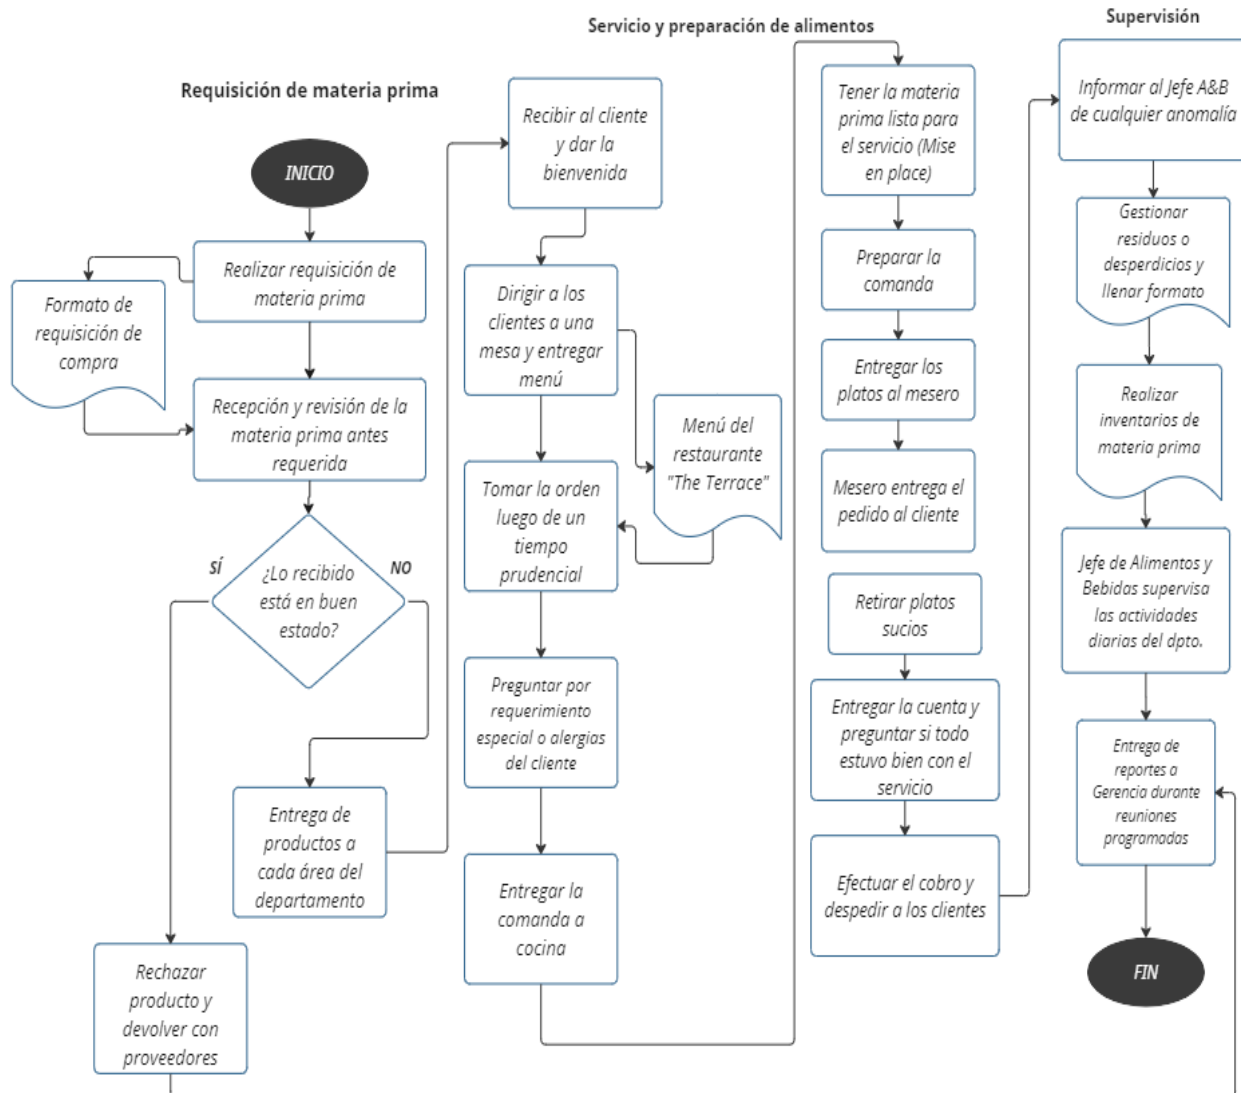 Requisición de materia prima
INICIO
Realizar requisición de
materia prima
Formato de
requisición de
compra
Recepción y revisión de la
materia prima antes
requerida
¿Lo recibido
está en buen
estado?
SÍ
NO
Entrega de
productos a
cada área del
departamento
Rechazar
producto y
devolver con
proveedores
Servicio y preparación de alimentos
Recibir al cliente
y dar la
bienvenida
Dirigir a los
clientes a una
mesa y entregar
menú
Menú del
restaurante
"The Terrace"
Tomar la orden
luego de un
tiempo
prudencial
Preguntar por
requerimiento
especial o alergias
del cliente
Entregar la
comanda a
cocina
Tener la materia
prima lista para
el servicio (Mise
en place)
Preparar la
comanda
Entregar los
platos al mesero
Mesero entrega el
pedido al cliente
Retirar platos
sucios
Entregar la cuenta y
preguntar si todo
estuvo bien con el
servicio
Efectuar el cobro y
despedir a los clientes
Supervisión
Informar al Jefe A&B
de cualquier anomalía
Gestionar
residuos o
desperdicios y
llenar formato
Realizar
inventarios de
materia prima
Jefe de Alimentos y
Bebidas supervisa
las actividades
diarias del dpto.
Entrega de
reportes a
Gerencia durante
reuniones
programadas
FIN